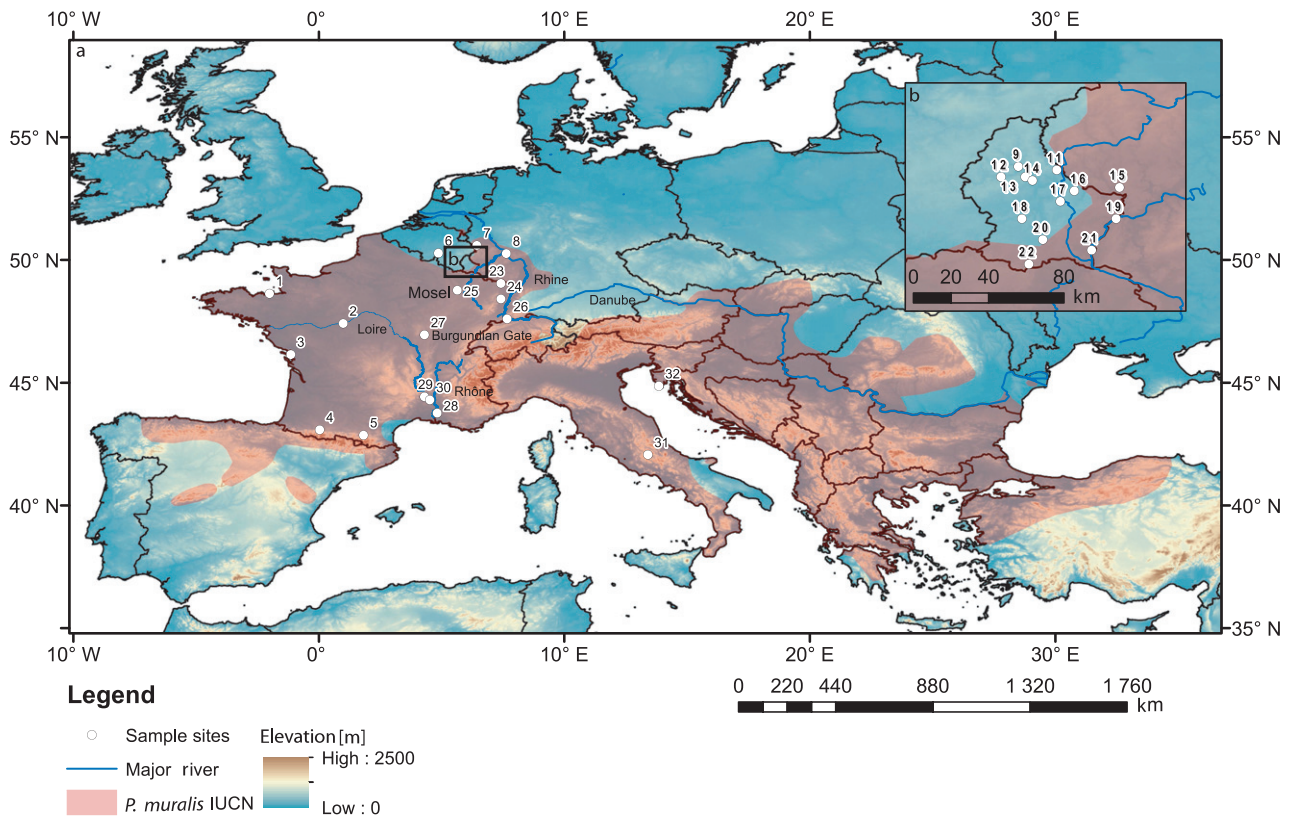 10° W 0° 10° E 20° E 30° E
a
b
55° N 55° N
9
11
12
14
15
13
16
17
18
19
20
21
22
0 20 40 80
km
50° N 50° N
6
7
8
b
1
23
Rhine
Mosel
25
24
Danube
2
26
Loire
27
Burgundian Gate
3
45° N 45° N
32
29
30
Rhône
28
4
5
31
40° N 40° N
35° N
10° W 0° 10° E 20° E 30° E
Legend
0 220 440 880 1 320 1 760
km
Sample sites
Elevation [m]
Major river
High : 2500
P. muralis IUCN
Low : 0